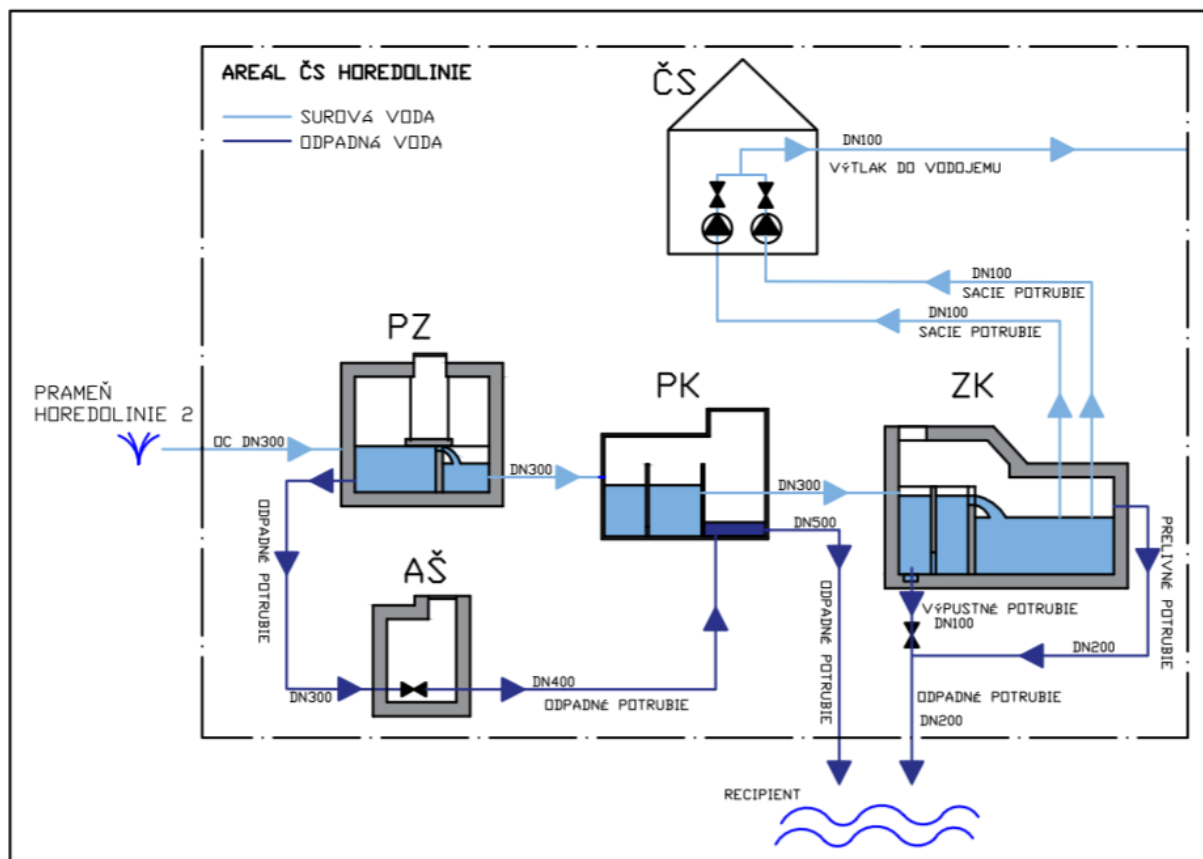 AREÁL ČS HOREDOLINIE
SUROVÁ VODA
ODPADNÁ VODA
ČS
DN100
VÝTLAK DO VODOJEMU
DN100
SACIE POTRUBIE
DN100
SACIE POTRUBIE
PZ
PK
ZK
PRAMEŇ
HOREDOLINIE 2
OC DN300
DN300
DN300
DN500
ODPADNÉ POTRUBIE
AŠ
DN300
DN400
ODPADNÉ POTRUBIE
ODPADNÉ POTRUBIE
VÝPUSTNÉ POTRUBIE
DN100
PRELIVNÉ POTRUBIE
DN200
ODPADNÉ POTRUBIE
DN200
RECIPIENT